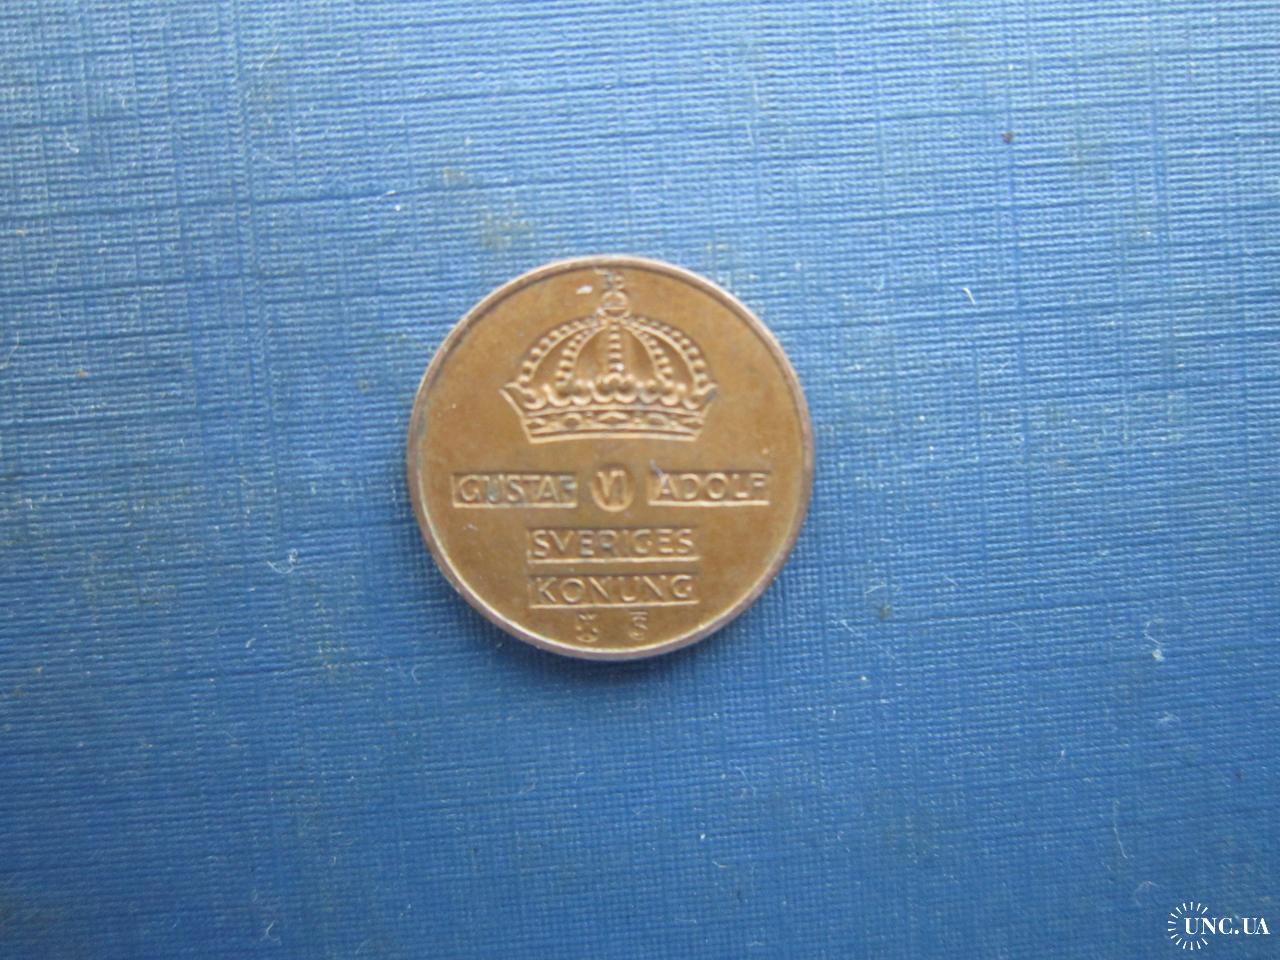 GUSTAF VI ADOLF
SVERIGES
KONUNG
UNC.UA